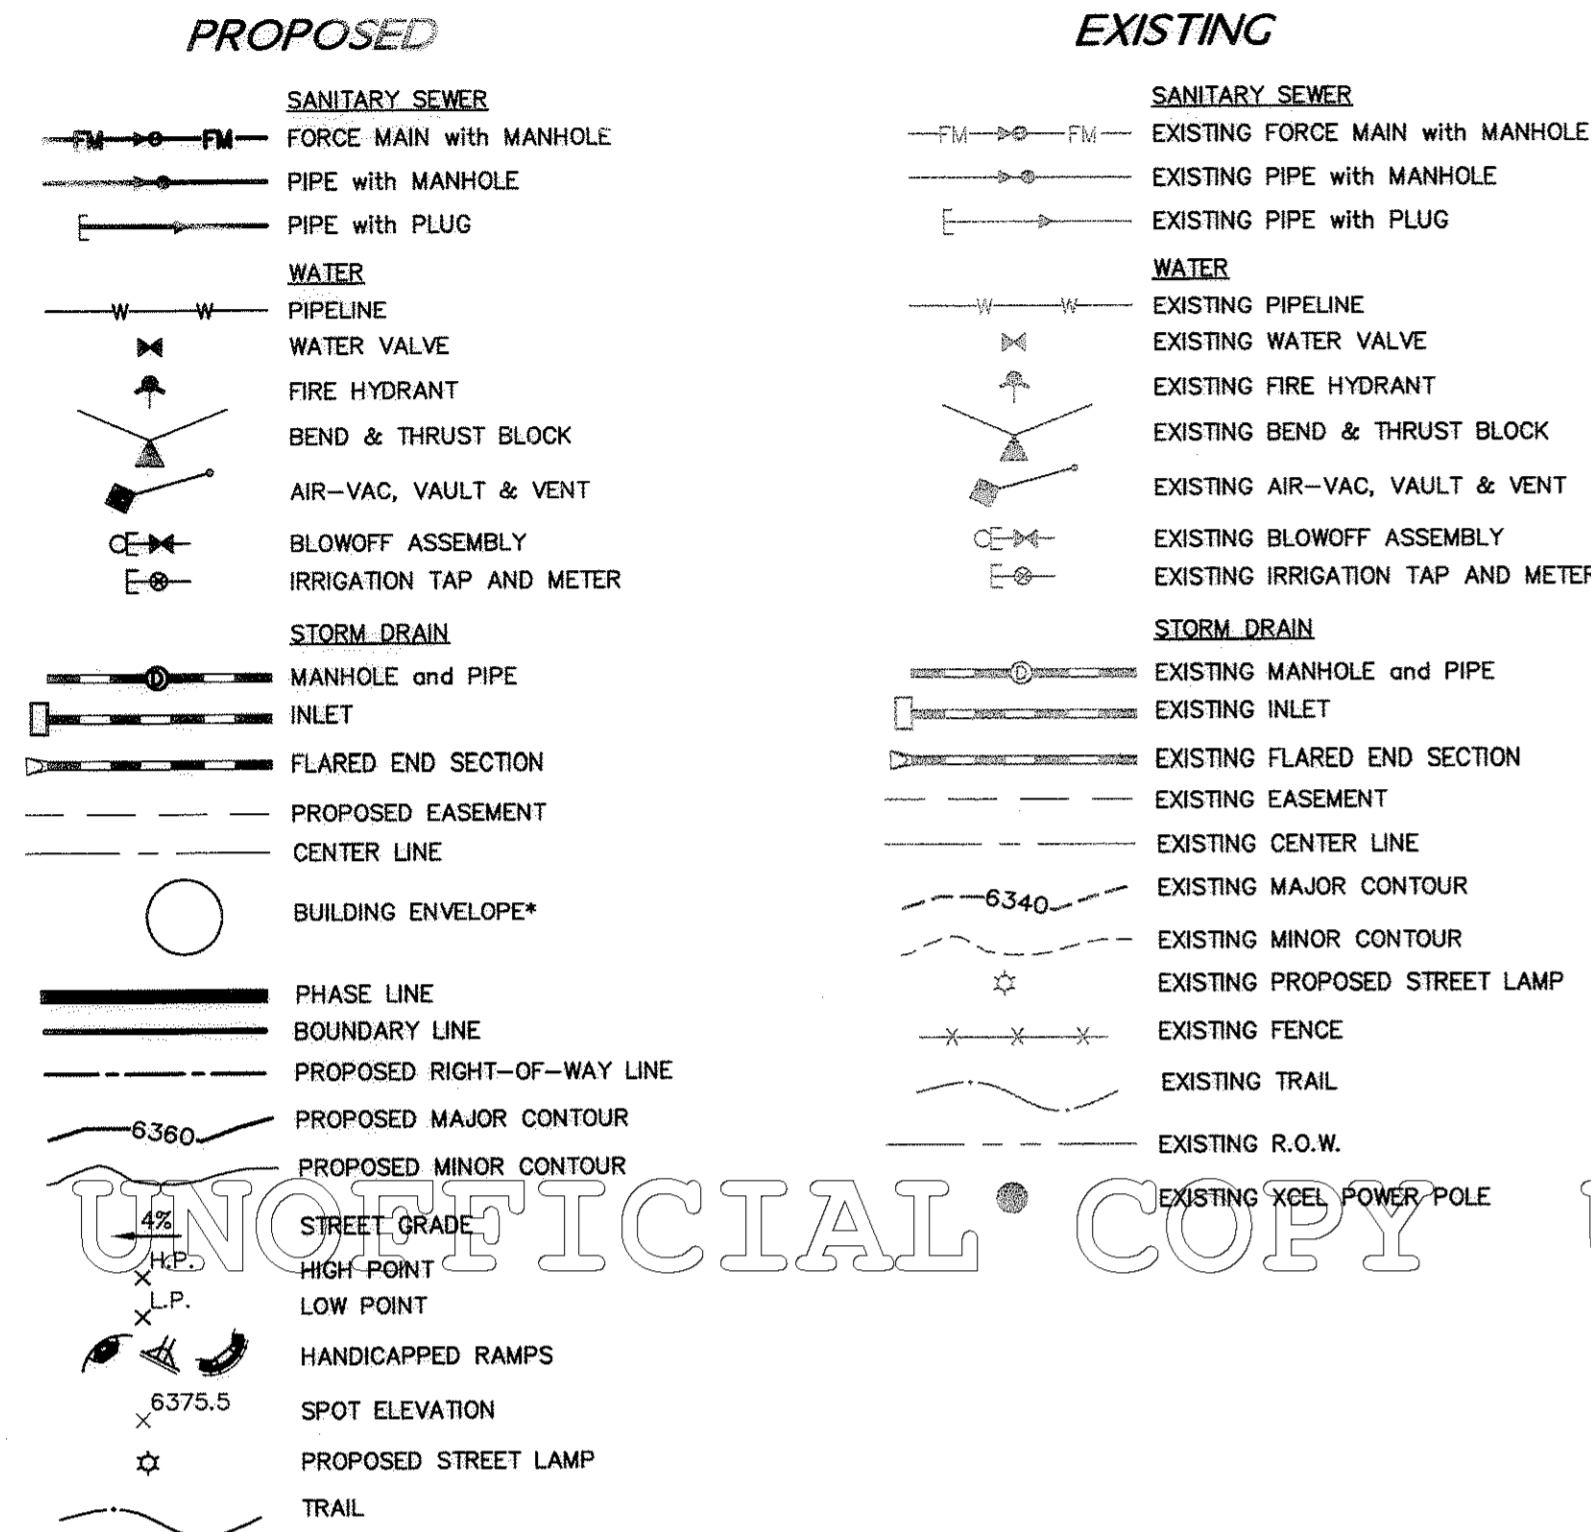 PROPOSED
SANITARY SEWER
FM FM FORCE MAIN with MANHOLE
PIPE with MANHOLE
PIPE with PLUG
WATER
W W PIPELINE
WATER VALVE
FIRE HYDRANT
BEND & THRUST BLOCK
AIR-VAC, VAULT & VENT
BLOWOFF ASSEMBLY
IRRIGATION TAP AND METER
STORM DRAIN
D MANHOLE and PIPE
INLET
FLARED END SECTION
PROPOSED EASEMENT
CENTER LINE
BUILDING ENVELOPE*
PHASE LINE
BOUNDARY LINE
PROPOSED RIGHT-OF-WAY LINE
6360 PROPOSED MAJOR CONTOUR
PROPOSED MINOR CONTOUR
4% STREET GRADE
H.P. HIGH POINT
L.P. LOW POINT
HANDICAPPED RAMPS
6375.5 SPOT ELEVATION
PROPOSED STREET LAMP
TRAIL
EXISTING
SANITARY SEWER
FM FM EXISTING FORCE MAIN with MANHOLE
EXISTING PIPE with MANHOLE
EXISTING PIPE with PLUG
WATER
W W EXISTING PIPELINE
EXISTING WATER VALVE
EXISTING FIRE HYDRANT
EXISTING BEND & THRUST BLOCK
EXISTING AIR-VAC, VAULT & VENT
EXISTING BLOWOFF ASSEMBLY
EXISTING IRRIGATION TAP AND METER
STORM DRAIN
D EXISTING MANHOLE and PIPE
EXISTING INLET
EXISTING FLARED END SECTION
EXISTING EASEMENT
EXISTING CENTER LINE
6340 EXISTING MAJOR CONTOUR
EXISTING MINOR CONTOUR
EXISTING PROPOSED STREET LAMP
X X X EXISTING FENCE
EXISTING TRAIL
EXISTING R.O.W.
EXISTING XCEL POWER POLE
UNOFFICIAL COPY